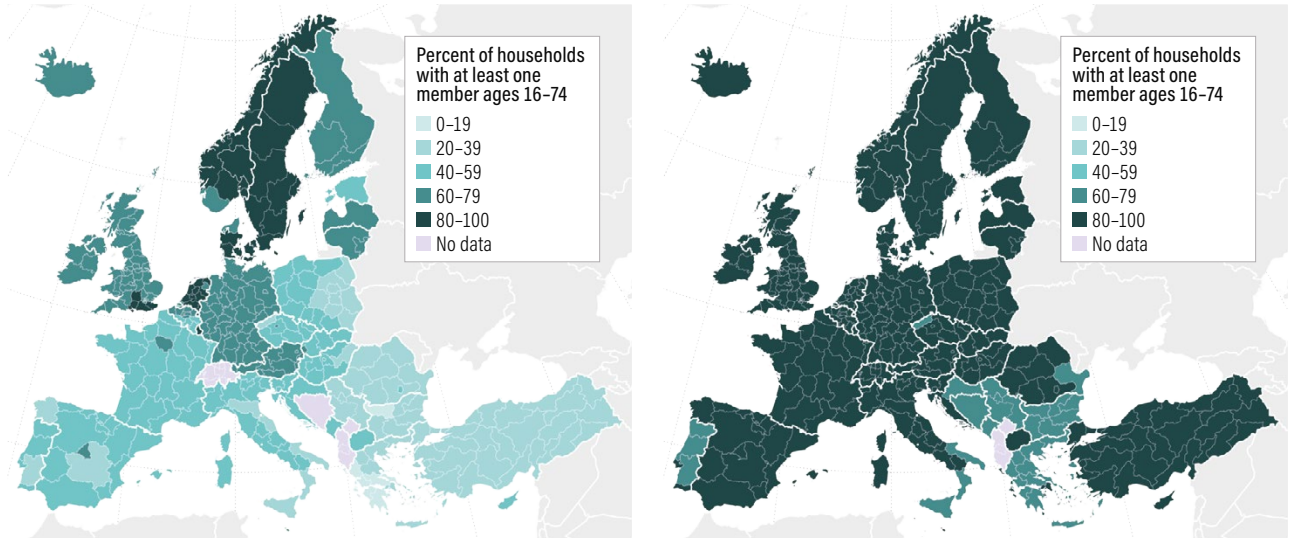 Percent of households
with at least one
member ages 16–74
0–19
20–39
40–59
60–79
80–100
No data
Percent of households
with at least one
member ages 16–74
0–19
20–39
40–59
60–79
80–100
No data